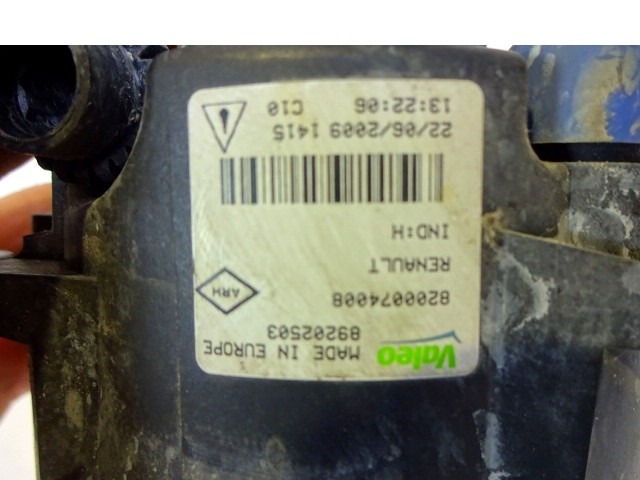 Valeo MADE IN EUROPE
89202503
8200074008
RENAULT
ARH
IND:H
22/06/2009 1415
13:22:06 C10
!